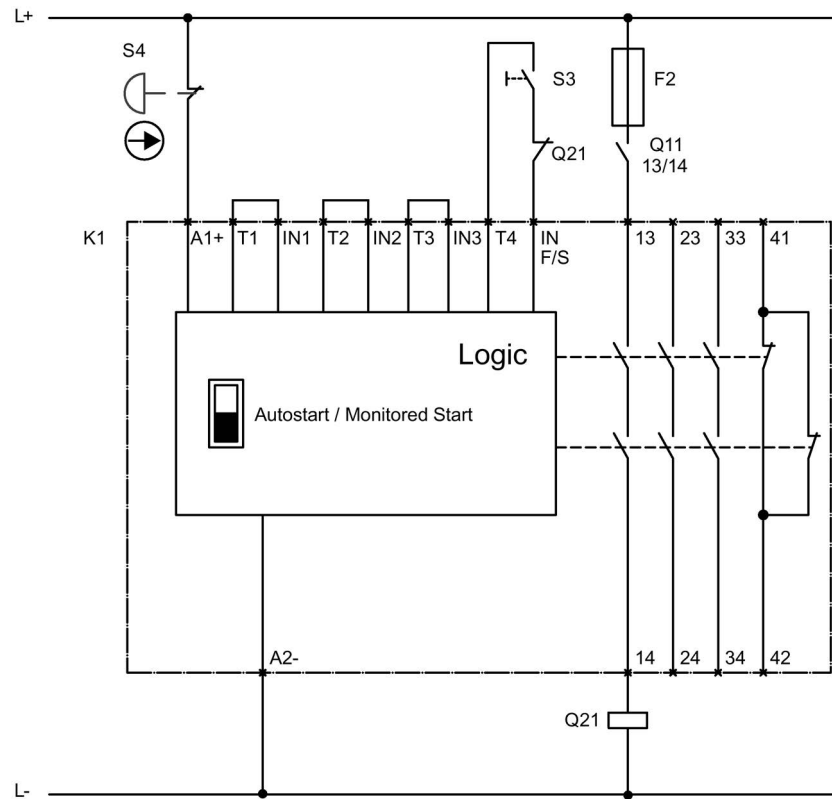 L+
S4
S3
F2
Q21
Q11
13/14
K1
A1+ T1 IN1 T2 IN2 T3 IN3 T4 IN 13 23 33 41
F/S
Logic
Autostart / Monitored Start
A2- 14 24 34 42
Q21
L-